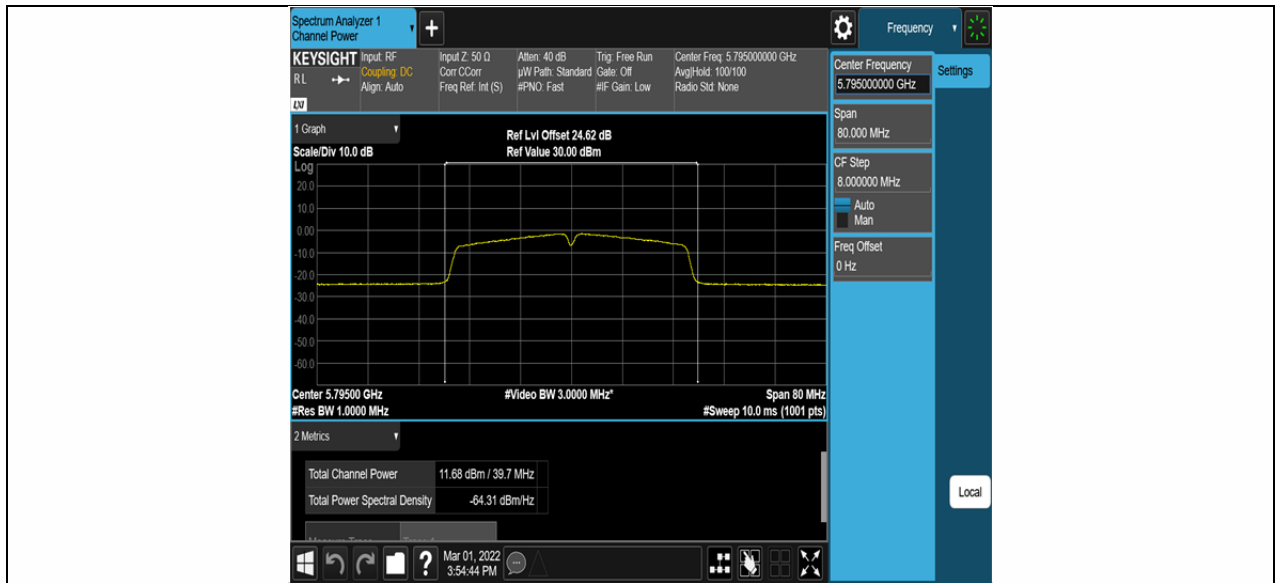 Spectrum Analyzer 1
Channel Power
+
Frequency
KEYSIGHT
RL
LXI
Input: RF
Coupling: DC
Align: Auto
Input Z: 50 Ω
Corr CCorr
Freq Ref: Int (S)
Atten: 40 dB
µW Path: Standard
#PNO: Fast
Trig: Free Run
Gate: Off
#IF Gain: Low
Center Freq: 5.795000000 GHz
Avg|Hold: 100/100
Radio Std: None
Center Frequency
5.795000000 GHz
Settings
Span
80.000 MHz
CF Step
8.000000 MHz
Auto
Man
Freq Offset
0 Hz
Local
1 Graph
Scale/Div 10.0 dB
Ref Lvl Offset 24.62 dB
Ref Value 30.00 dBm
Log
20.0
10.0
0.00
-10.0
-20.0
-30.0
-40.0
-50.0
-60.0
Center 5.79500 GHz
#Video BW 3.0000 MHz*
Span 80 MHz
#Res BW 1.0000 MHz
#Sweep 10.0 ms (1001 pts)
2 Metrics
Total Channel Power 11.68 dBm / 39.7 MHz
Total Power Spectral Density -64.31 dBm/Hz
?
Mar 01, 2022
3:54:44 PM